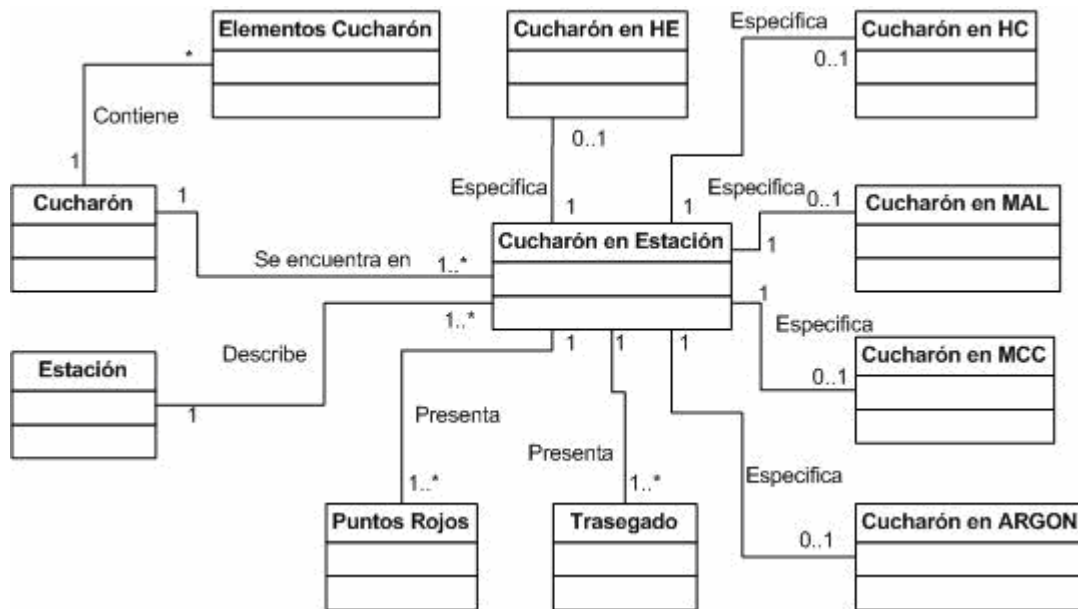 Elementos Cucharón
Cucharón en HE
Especifica
Cucharón en HC
0..1
*
Contiene
1
0..1
Especifica
1
1
Especifica
0..1
Cucharón en MAL
Cucharón
1
Cucharón en Estación
1
Se encuentra en
1..*
1
Especifica
1..*
Describe
Estación
1
1
1
1
Cucharón en MCC
0..1
Presenta
Presenta
Especifica
1..*
1..*
0..1
Puntos Rojos
Trasegado
Cucharón en ARGON